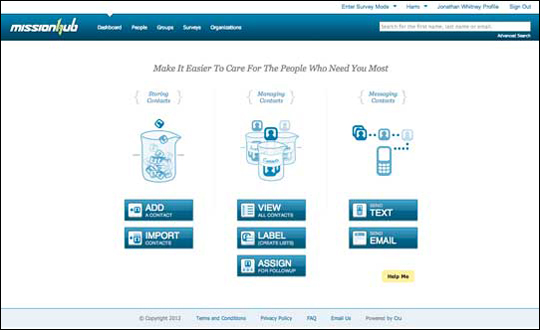 Enter Survey Mode Hero Jonathan Whitney Profile Sign Out
missionhub Dashboard People Groups Surveys Organizations Search for the first name, last name or email.
Advanced Search
Make It Easier To Care For The People Who Need You Most
Storing Contacts
Managing Contacts
Messaging Contacts
ADD
A CONTACT
IMPORT
CONTACTS
VIEW
ALL CONTACTS
LABEL
(CREATE LISTS)
ASSIGN
FOR FOLLOWUP
SEND
TEXT
SEND
EMAIL
Help Me
© Copyright 2012 Terms and Conditions Privacy Policy FAQ Email Us Powered by Cru